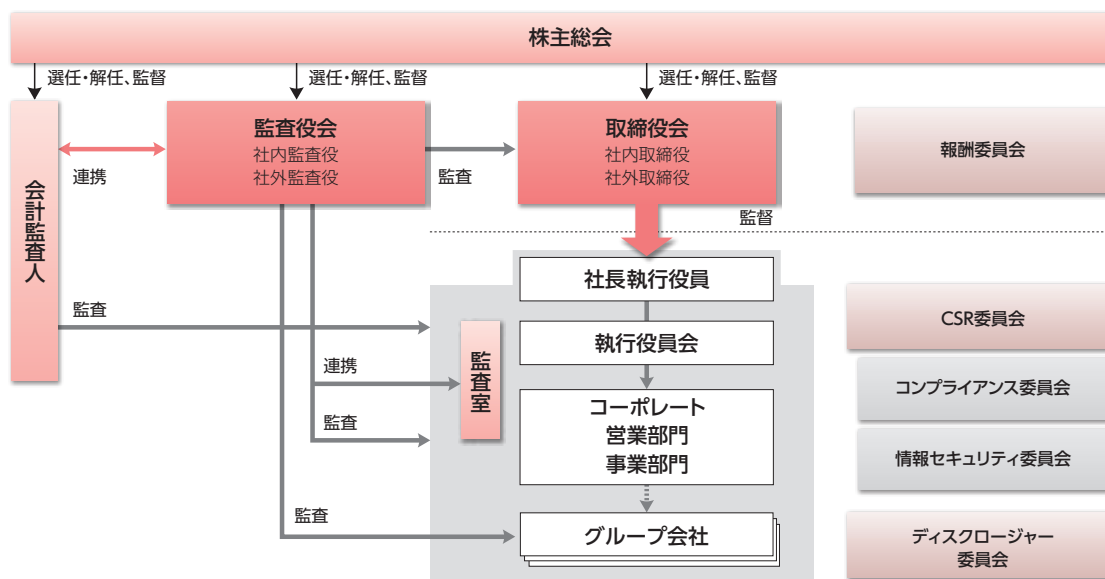 株主総会
選任・解任、監督
選任・解任、監督
選任・解任、監督
会計監査人
連携
監査役会
社内監査役
社外監査役
監査
取締役会
社内取締役
社外取締役
報酬委員会
監督
社長執行役員
監査
執行役員会
監査室
連携
監査
コーポレート
営業部門
事業部門
監査
グループ会社
CSR委員会
コンプライアンス委員会
情報セキュリティ委員会
ディスクロージャー
委員会